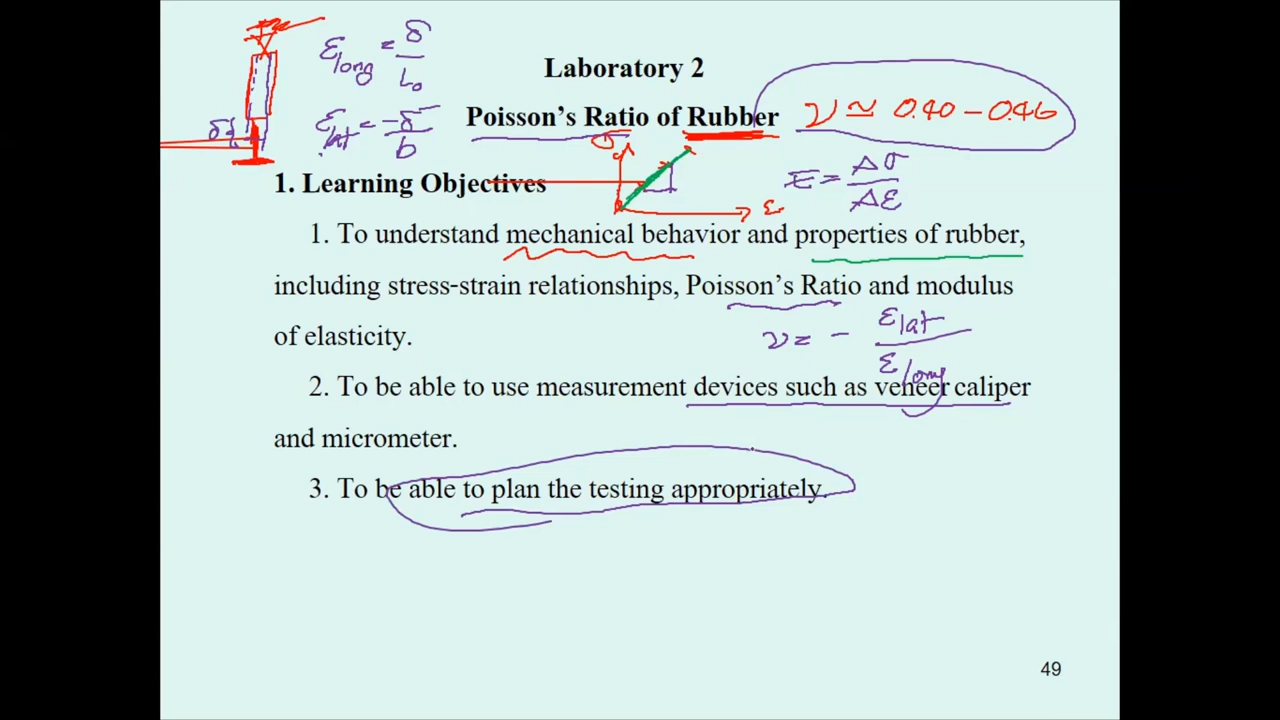 ε_long = δ / L₀
Laboratory 2
Poisson's Ratio of Rubber
ν ≃ 0.40 – 0.46
δ
ε_lat = -δ⁻ / b
σ
ε
E = Δσ / Δε
1. Learning Objectives
1. To understand mechanical behavior and properties of rubber,
including stress-strain relationships, Poisson's Ratio and modulus
of elasticity.
ν = - ε_lat / ε_long
2. To be able to use measurement devices such as veneer caliper
and micrometer.
3. To be able to plan the testing appropriately.
49